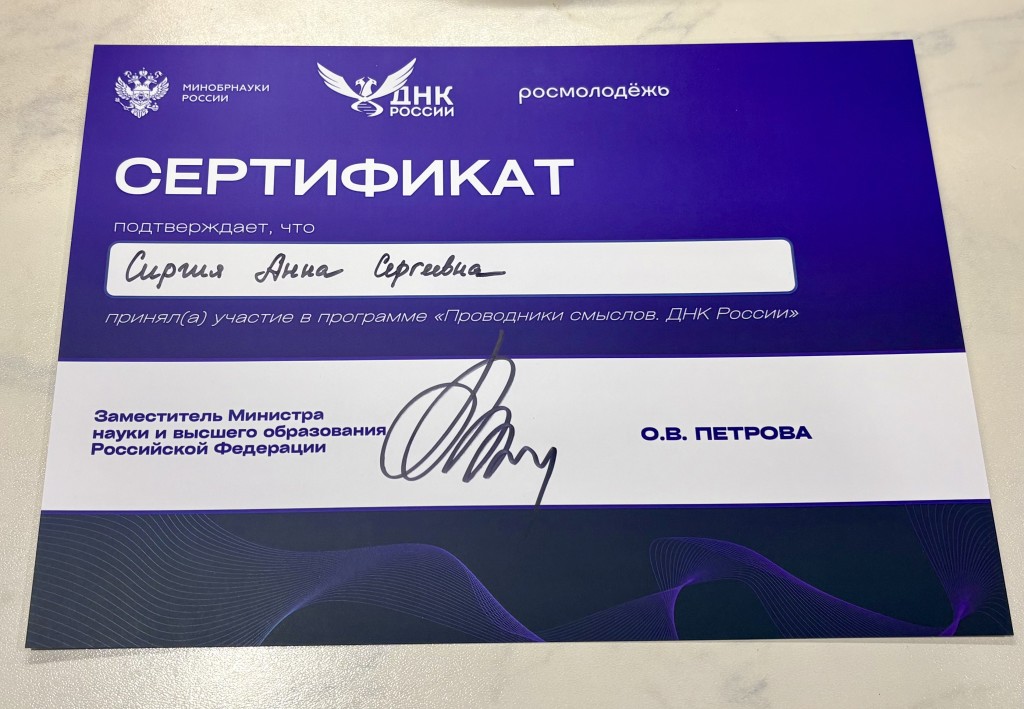 МИНОБРНАУКИ
РОССИИ
ДНК
РОССИИ
росмолодёжь
СЕРТИФИКАТ
подтверждает, что
Сиргия Анна Сергеевна
принял(а) участие в программе «Проводники смыслов. ДНК России»
Заместитель Министра
науки и высшего образования
Российской Федерации
О.В. ПЕТРОВА